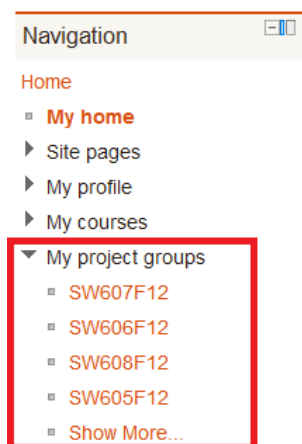 Navigation
Home
My home
Site pages
My profile
My courses
My project groups
SW607F12
SW606F12
SW608F12
SW605F12
Show More...